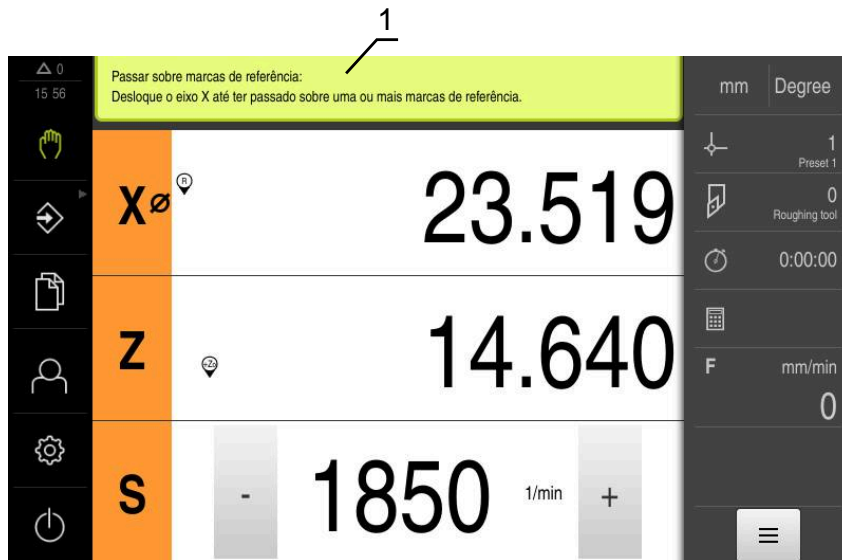 1
0
15 56
Passar sobre marcas de referência:
Desloque o eixo X até ter passado sobre uma ou mais marcas de referência.
mm Degree
X⌀ R 23.519
1
Preset 1
0
Roughing tool
0:00:00
Z 14.640
F mm/min
0
S - 1850 1/min +